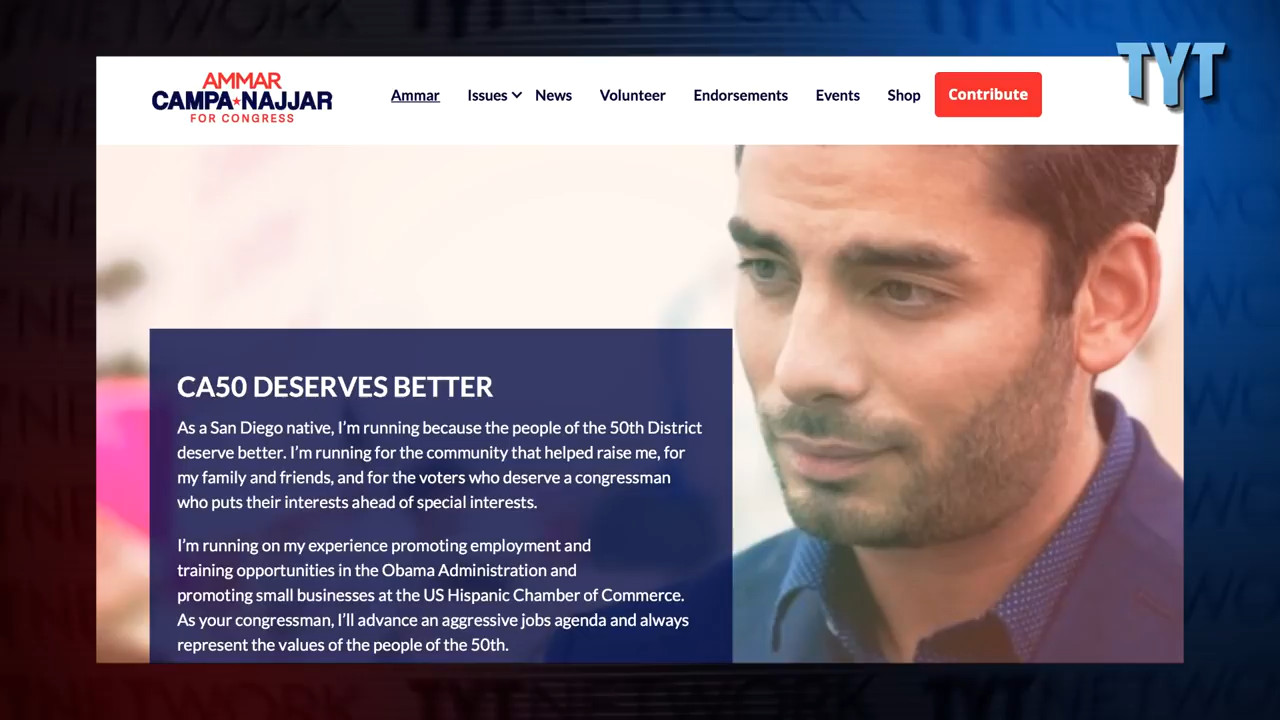 TYT
AMMAR
CAMPA★NAJJAR
FOR CONGRESS
Ammar Issues News Volunteer Endorsements Events Shop Contribute
CA50 DESERVES BETTER
As a San Diego native, I'm running because the people of the 50th District
deserve better. I'm running for the community that helped raise me, for
my family and friends, and for the voters who deserve a congressman
who puts their interests ahead of special interests.
I'm running on my experience promoting employment and
training opportunities in the Obama Administration and
promoting small businesses at the US Hispanic Chamber of Commerce.
As your congressman, I'll advance an aggressive jobs agenda and always
represent the values of the people of the 50th.